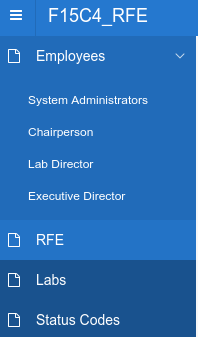 F15C4_RFE
Employees
System Administrators
Chairperson
Lab Director
Executive Director
RFE
Labs
Status Codes